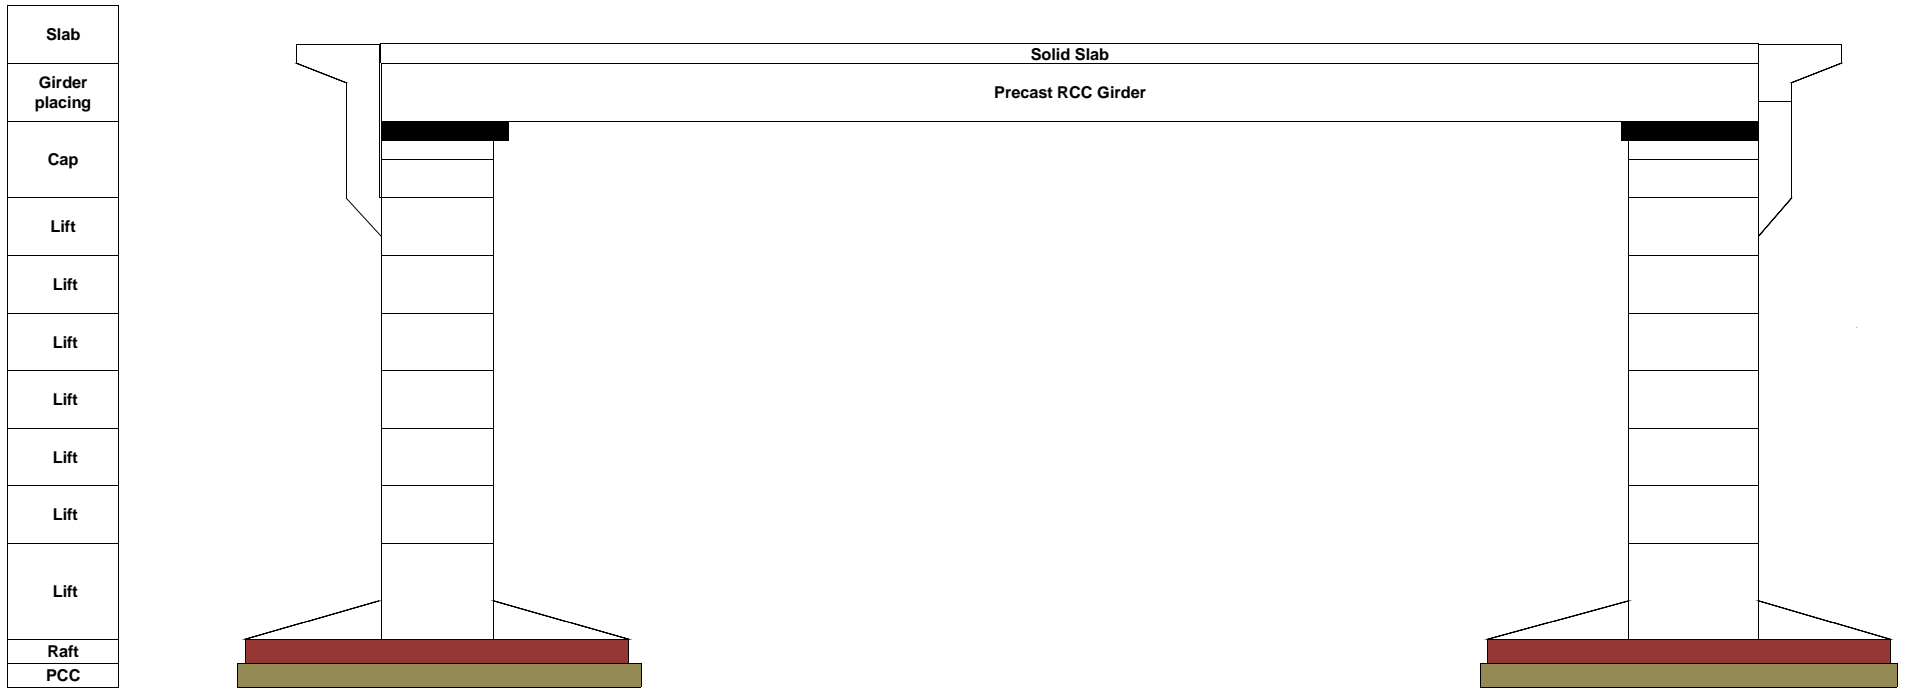 Slab
Solid Slab
Girder
placing
Precast RCC Girder
Cap
Lift
Lift
Lift
Lift
Lift
Lift
Lift
Raft
PCC